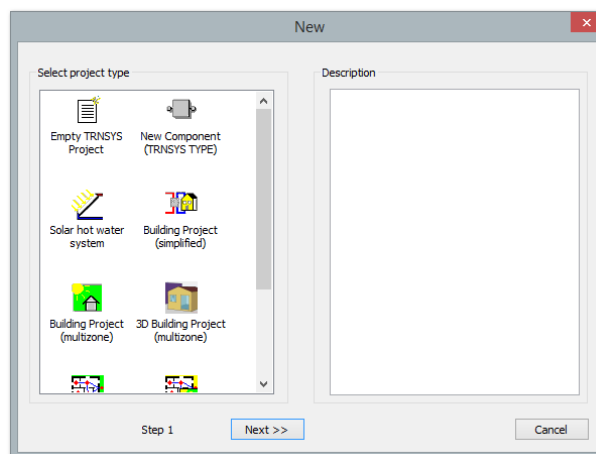 New
Select project type
Description
Empty TRNSYS
Project
New Component
(TRNSYS TYPE)
Solar hot water
system
Building Project
(simplified)
Building Project
(multizone)
3D Building Project
(multizone)
Step 1
Next >>
Cancel